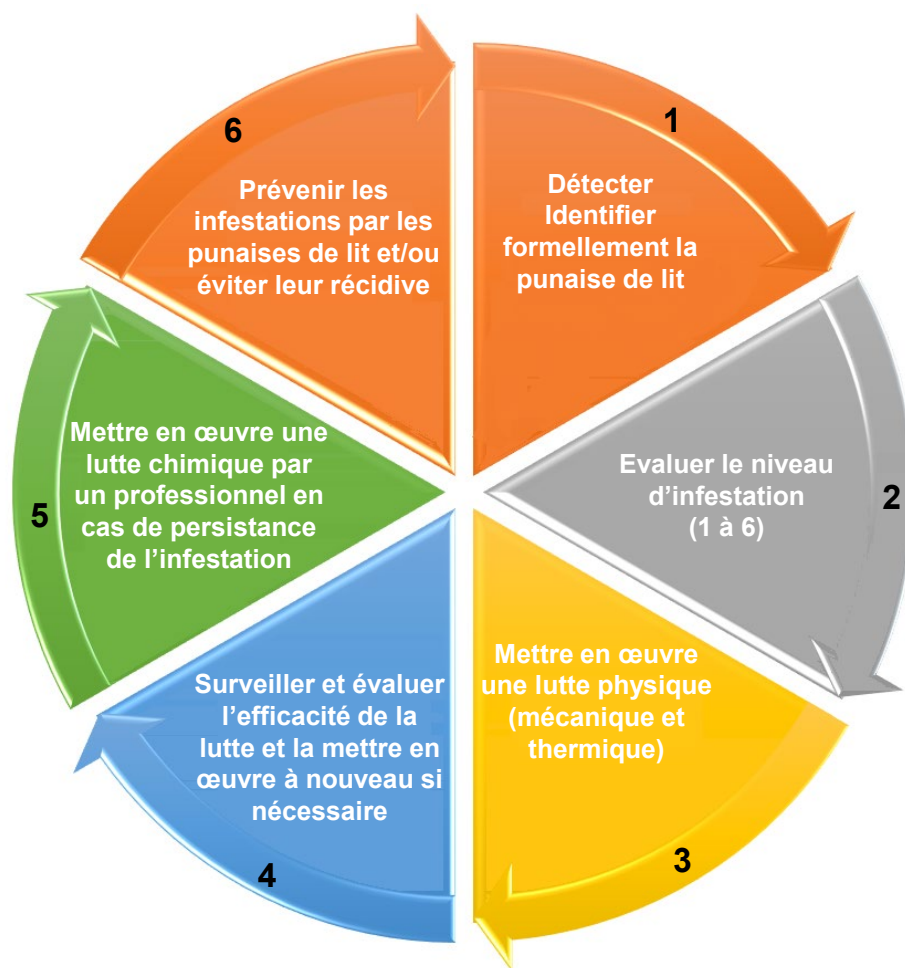 1
Détecter
Identifier
formellement la
punaise de lit
2
Evaluer le niveau
d’infestation
(1 à 6)
3
Mettre en œuvre
une lutte physique
(mécanique et
thermique)
4
Surveiller et évaluer
l’efficacité de la
lutte et la mettre en
œuvre à nouveau si
nécessaire
5
Mettre en œuvre une
lutte chimique par
un professionnel en
cas de persistance
de l’infestation
6
Prévenir les
infestations par les
punaises de lit et/ou
éviter leur récidive